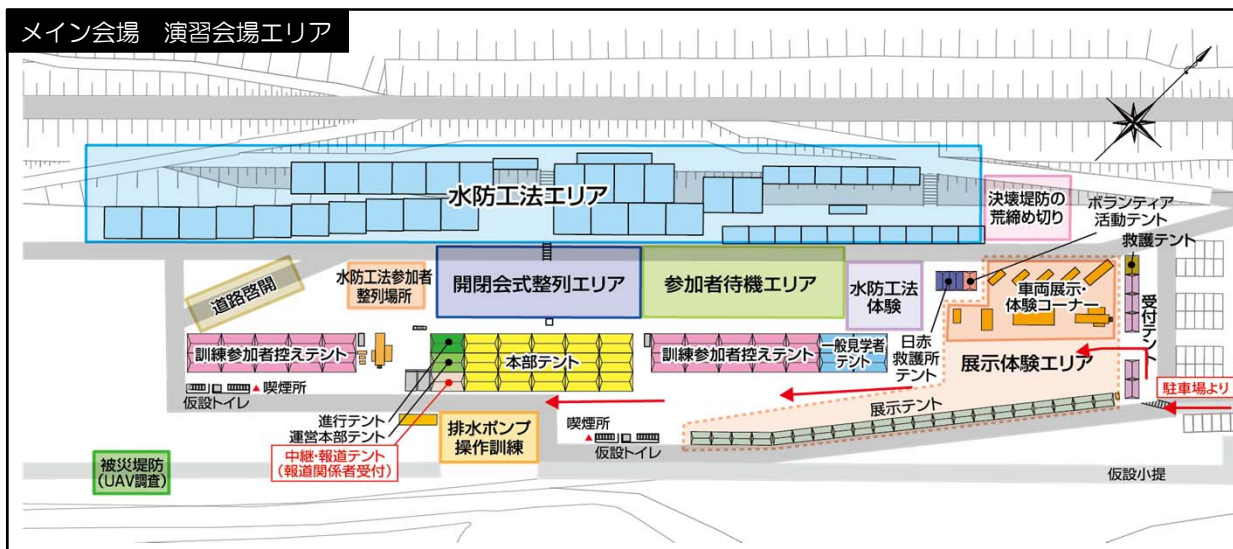 メイン会場　演習会場エリア
水防工法エリア
決壊堤防の
荒締め切り
ボランティア
活動テント
救護テント
道路啓開
水防工法参加者
整列場所
開閉会式整列エリア
参加者待機エリア
水防工法
体験
車両展示・
体験コーナー
受付テント
訓練参加者控えテント
本部テント
訓練参加者控えテント
一般見学者
テント
日赤
救護所
テント
展示体験エリア
駐車場より
喫煙所
仮設トイレ
進行テント
運営本部テント
中継・報道テント
（報道関係者受付）
排水ポンプ
操作訓練
喫煙所
仮設トイレ
展示テント
被災堤防
（UAV調査）
仮設小提